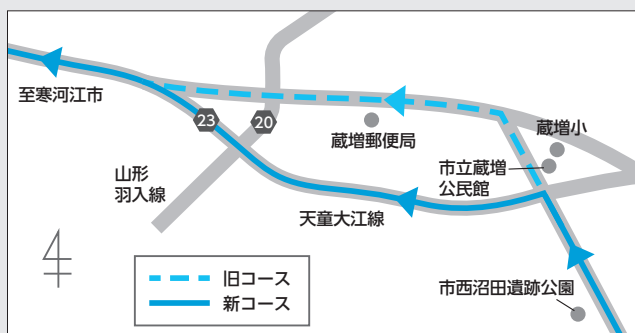 至寒河江市
23
20
蔵増郵便局
蔵増小
市立蔵増
公民館
山形
羽入線
天童大江線
市西沼田遺跡公園
旧コース
新コース